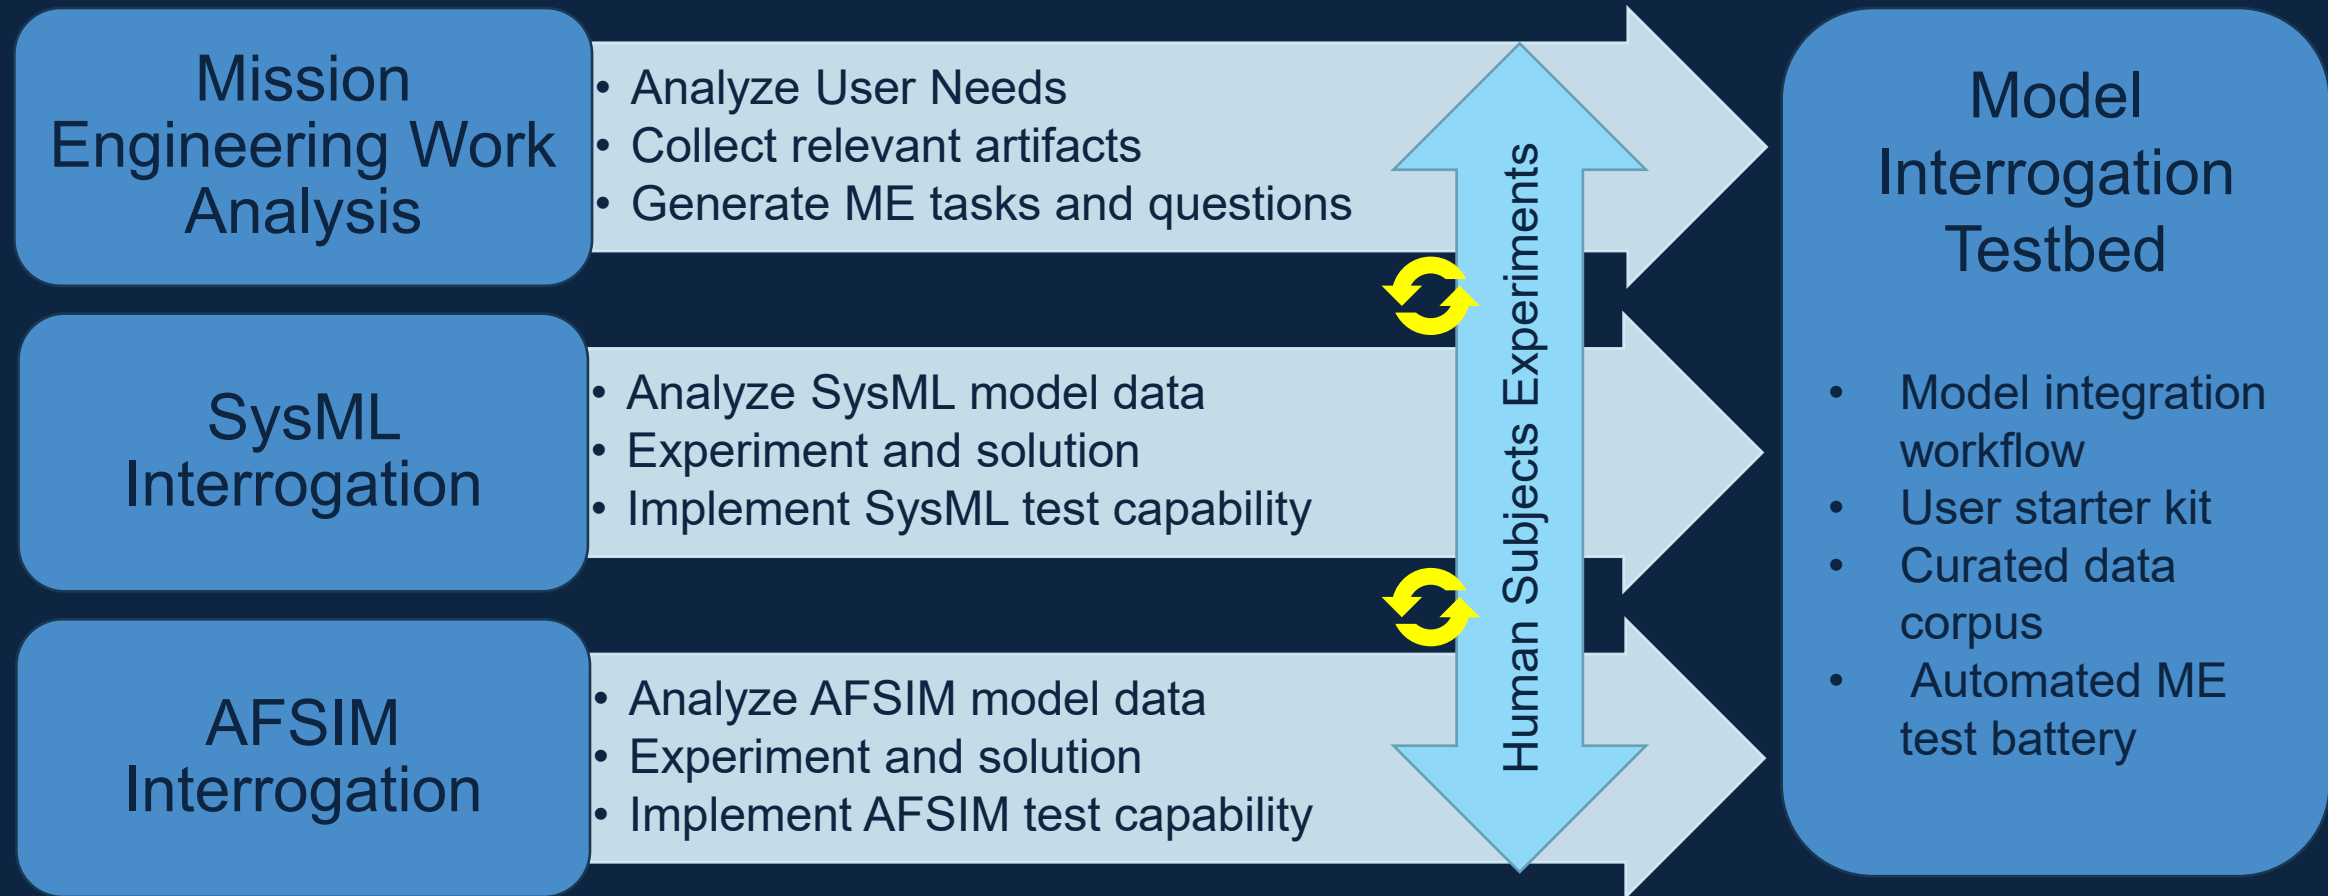 Mission
Engineering Work
Analysis
• Analyze User Needs
• Collect relevant artifacts
• Generate ME tasks and questions
SysML
Interrogation
• Analyze SysML model data
• Experiment and solution
• Implement SysML test capability
AFSIM
Interrogation
• Analyze AFSIM model data
• Experiment and solution
• Implement AFSIM test capability
Human Subjects Experiments
Model
Interrogation
Testbed
• Model integration
workflow
• User starter kit
• Curated data
corpus
• Automated ME
test battery